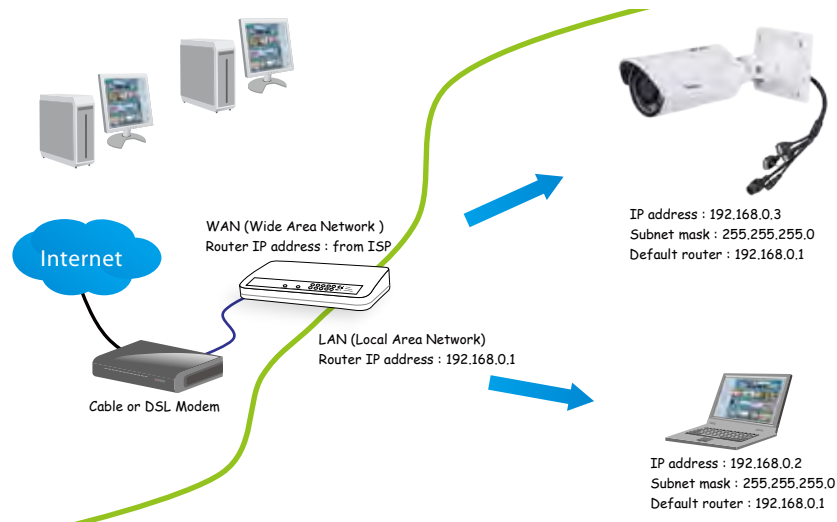 WAN (Wide Area Network )
Router IP address : from ISP
Internet
LAN (Local Area Network)
Router IP address : 192.168.0.1
Cable or DSL Modem
IP address : 192.168.0.3
Subnet mask : 255.255.255.0
Default router : 192.168.0.1
IP address : 192.168.0.2
Subnet mask : 255.255.255.0
Default router : 192.168.0.1